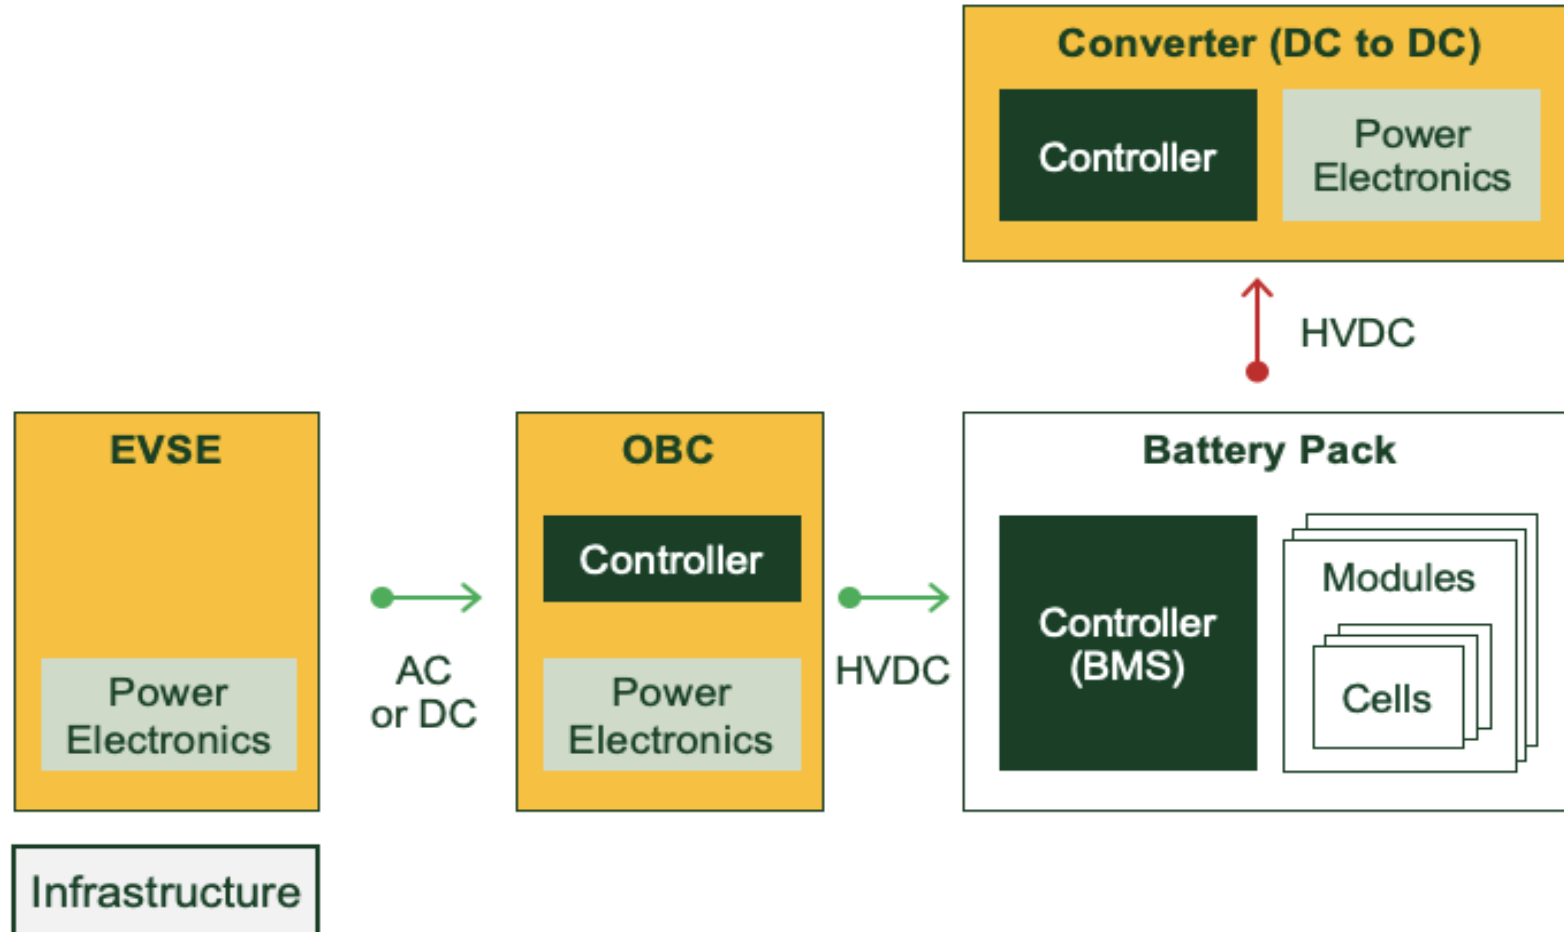 Converter (DC to DC)
Controller
Power
Electronics
HVDC
EVSE
Power
Electronics
AC
or DC
OBC
Controller
Power
Electronics
HVDC
Battery Pack
Controller
(BMS)
Modules
Cells
Infrastructure